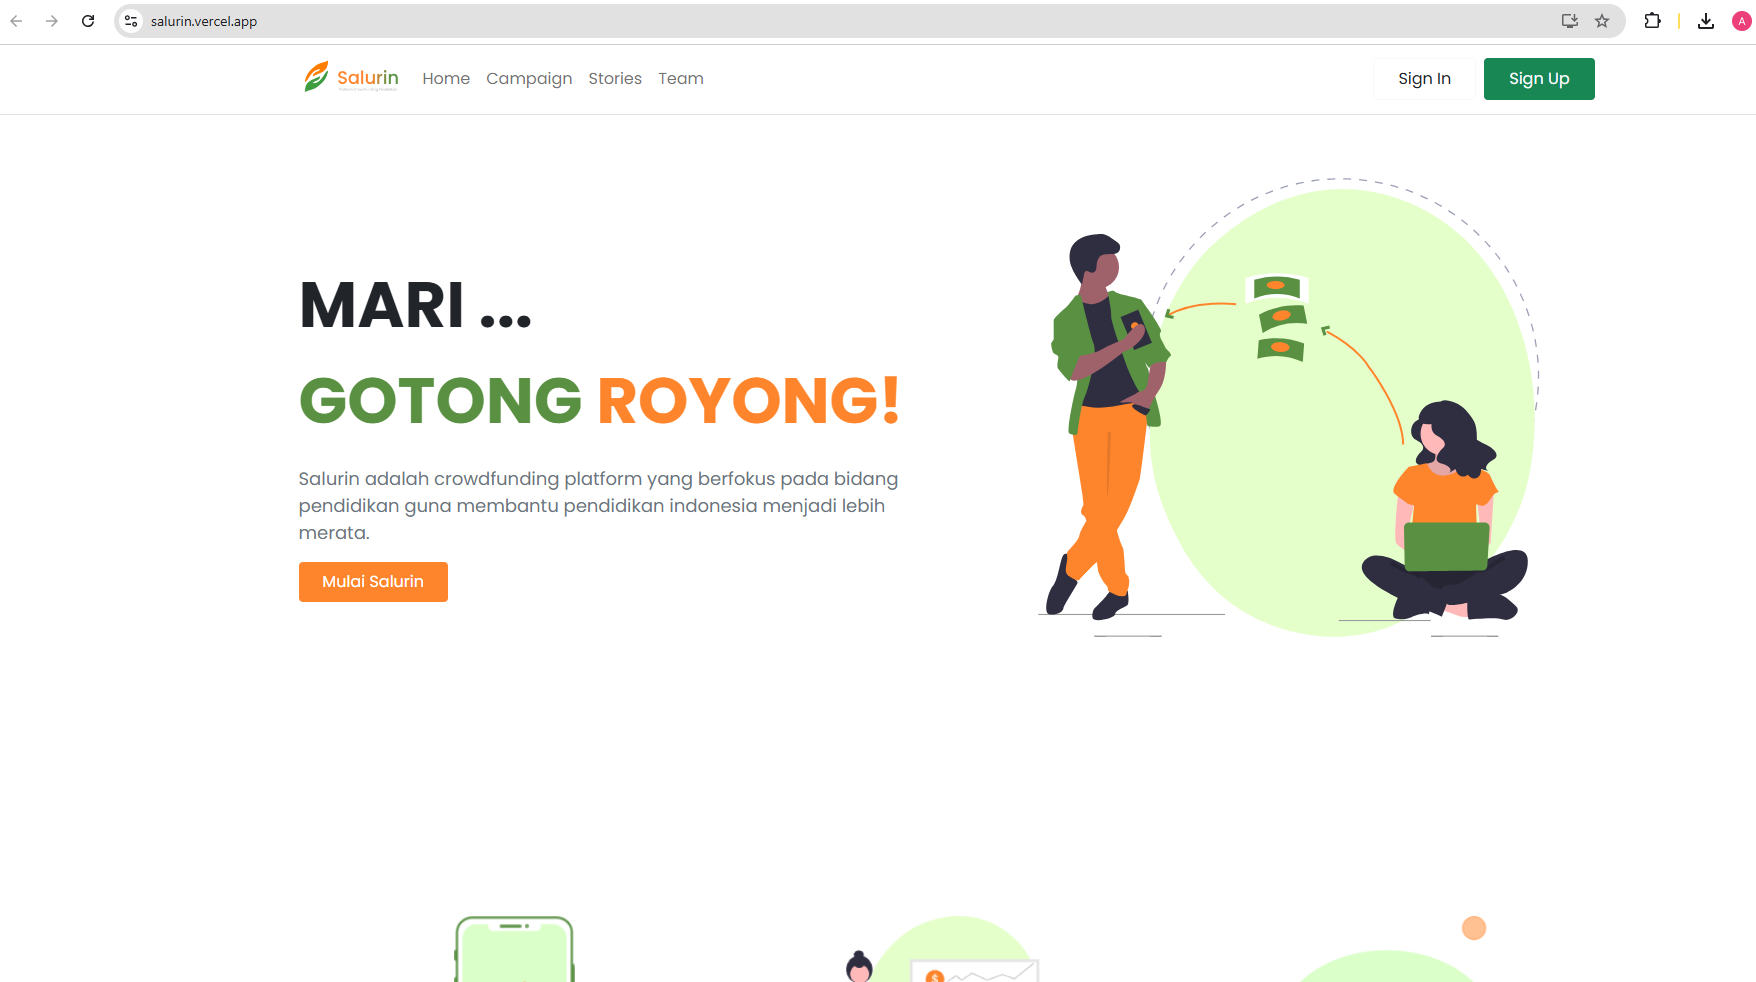 salurin.vercel.app
A
Salurin
Home Campaign Stories Team
Sign In Sign Up
MARI ...
GOTONG ROYONG!
Salurin adalah crowdfunding platform yang berfokus pada bidang
pendidikan guna membantu pendidikan indonesia menjadi lebih
merata.
Mulai Salurin
$